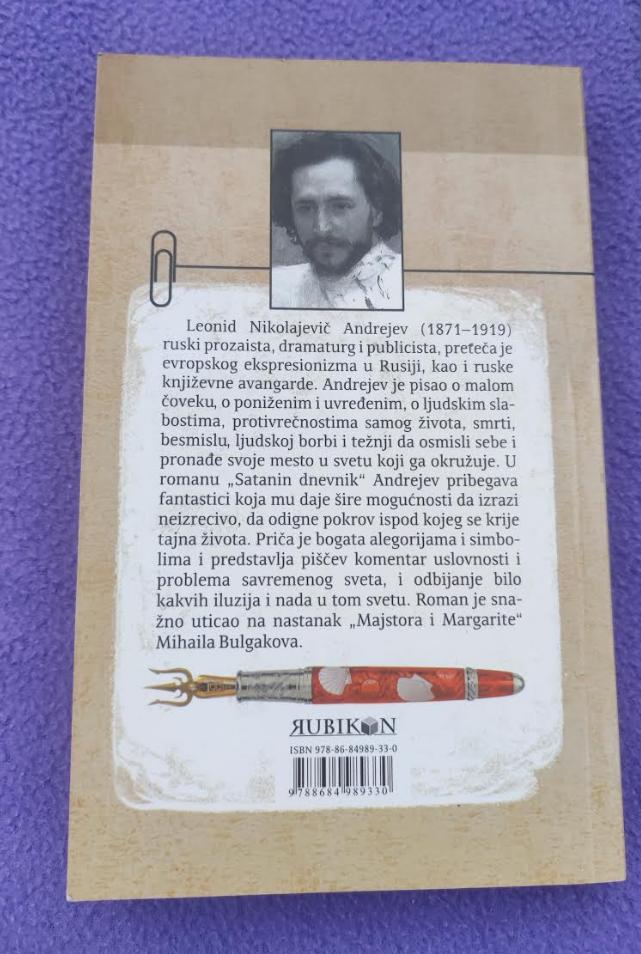 Leonid Nikolajevič Andrejev (1871–1919)
ruski prozaista, dramaturg i publicista, preteča je
evropskog ekspresionizma u Rusiji, kao i ruske
književne avangarde. Andrejev je pisao o malom
čoveku, o poniženim i uvređenim, o ljudskim sla-
bostima, protivrečnostima samog života, smrti,
besmislu, ljudskoj borbi i težnji da osmisli sebe i
pronađe svoje mesto u svetu koji ga okružuje. U
romanu „Satanin dnevnik“ Andrejev pribegava
fantastici koja mu daje šire mogućnosti da izrazi
neizrecivo, da odigne pokrov ispod kojeg se krije
tajna života. Priča je bogata alegorijama i simbo-
lima i predstavlja piščev komentar uslovnosti i
problema savremenog sveta, i odbijanje bilo
kakvih iluzija i nada u tom svetu. Roman je sna-
žno uticao na nastanak „Majstora i Margarite“
Mihaila Bulgakova.
ЯUBIKON
ISBN 978-86-84989-33-0
9788684989330